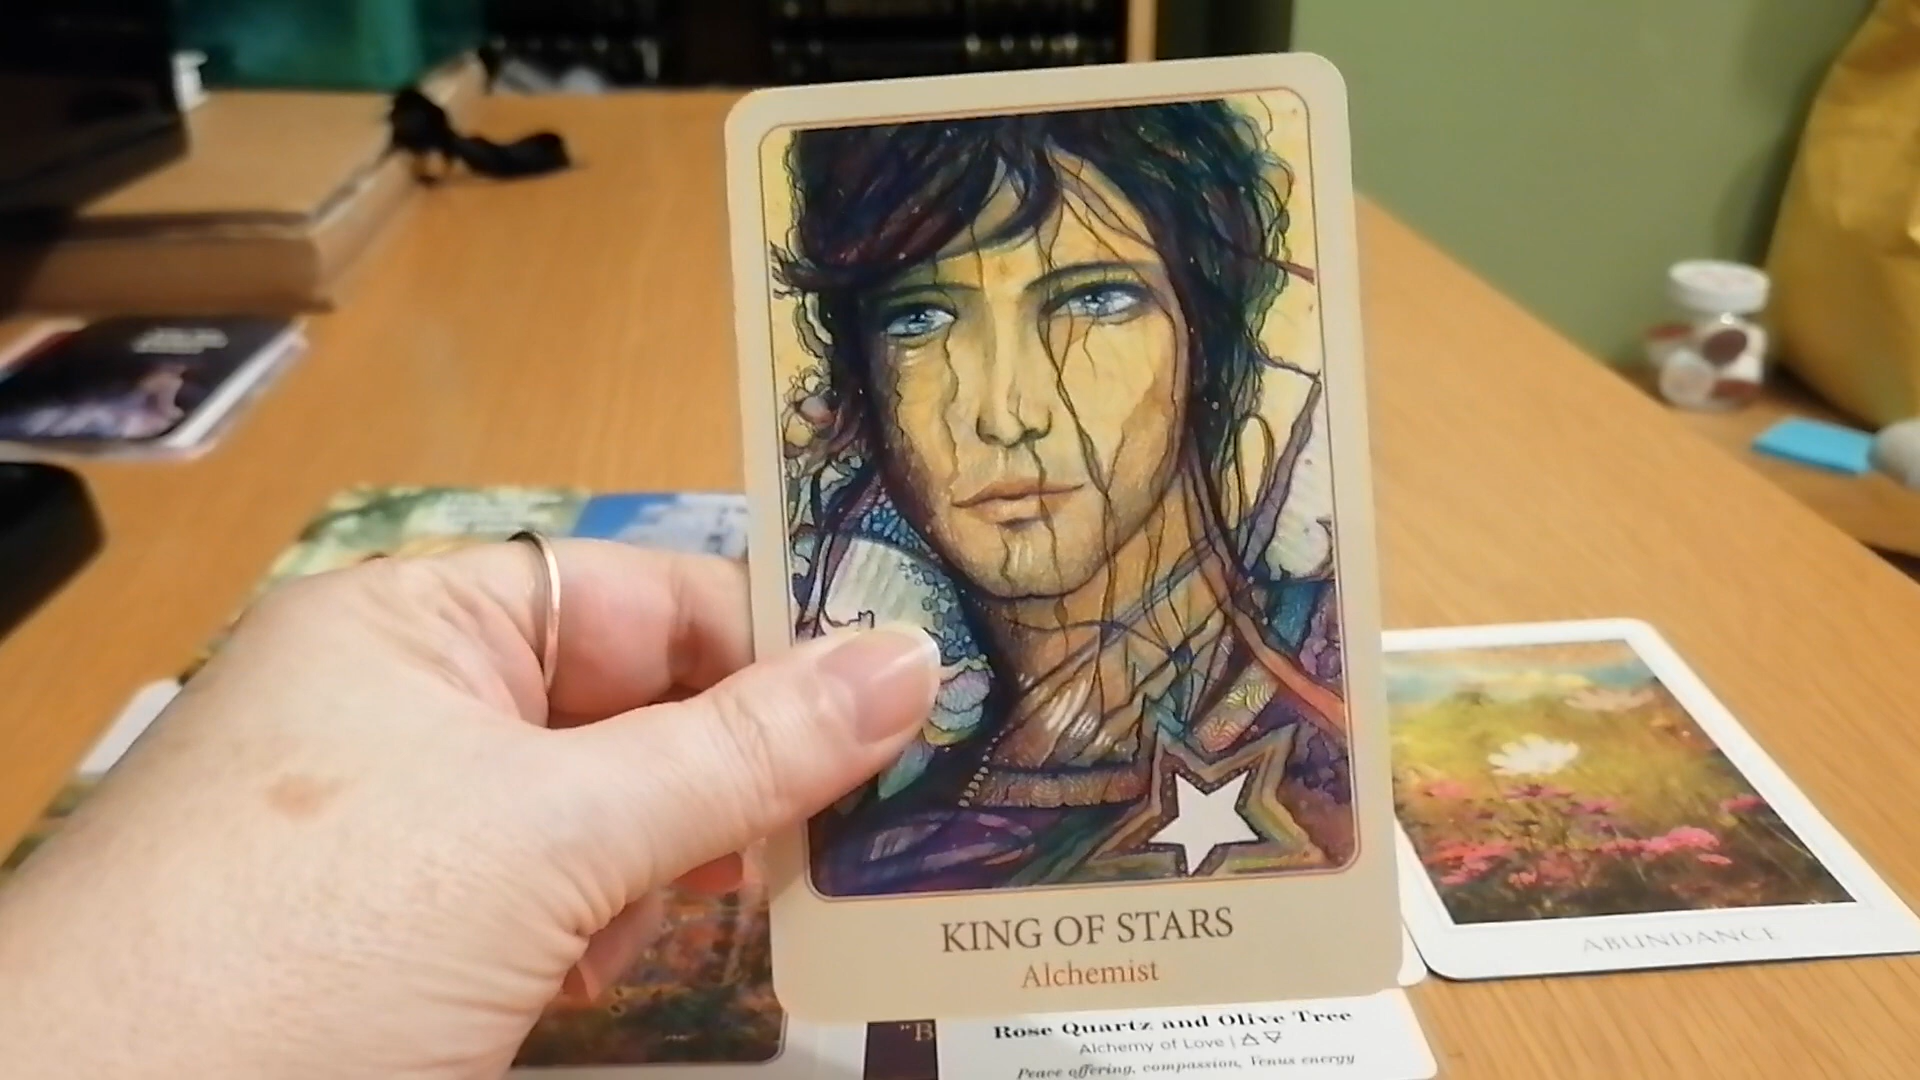 KING OF STARS
Alchemist
ABUNDANCE
"B
Rose Quartz and Olive Tree
Alchemy of Love |
Peace offering, compassion, Venus energy